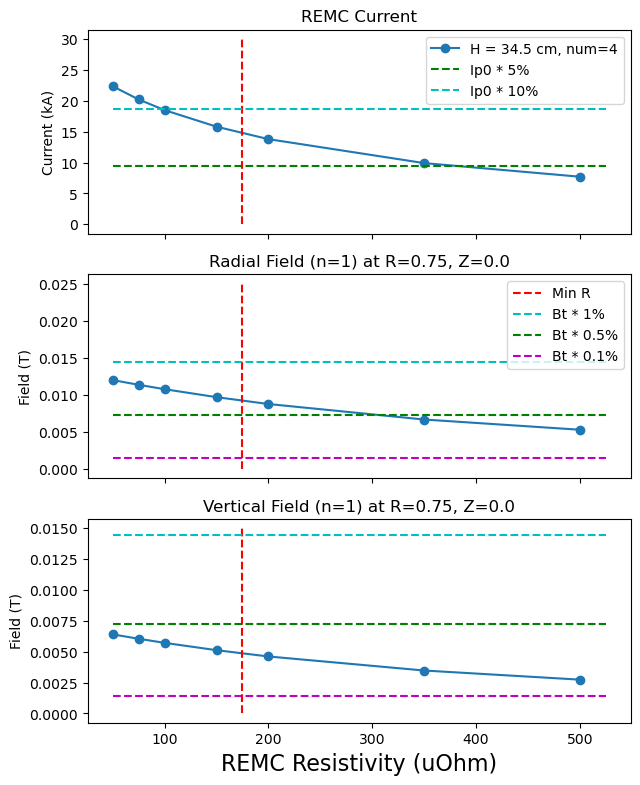 REMC Current
30
25
20
15
10
5
0
Current (kA)
H = 34.5 cm, num=4
Ip0 * 5%
Ip0 * 10%
Radial Field (n=1) at R=0.75, Z=0.0
0.025
0.020
0.015
0.010
0.005
0.000
Field (T)
Min R
Bt * 1%
Bt * 0.5%
Bt * 0.1%
Vertical Field (n=1) at R=0.75, Z=0.0
0.0150
0.0125
0.0100
0.0075
0.0050
0.0025
0.0000
Field (T)
100 200 300 400 500
REMC Resistivity (uOhm)